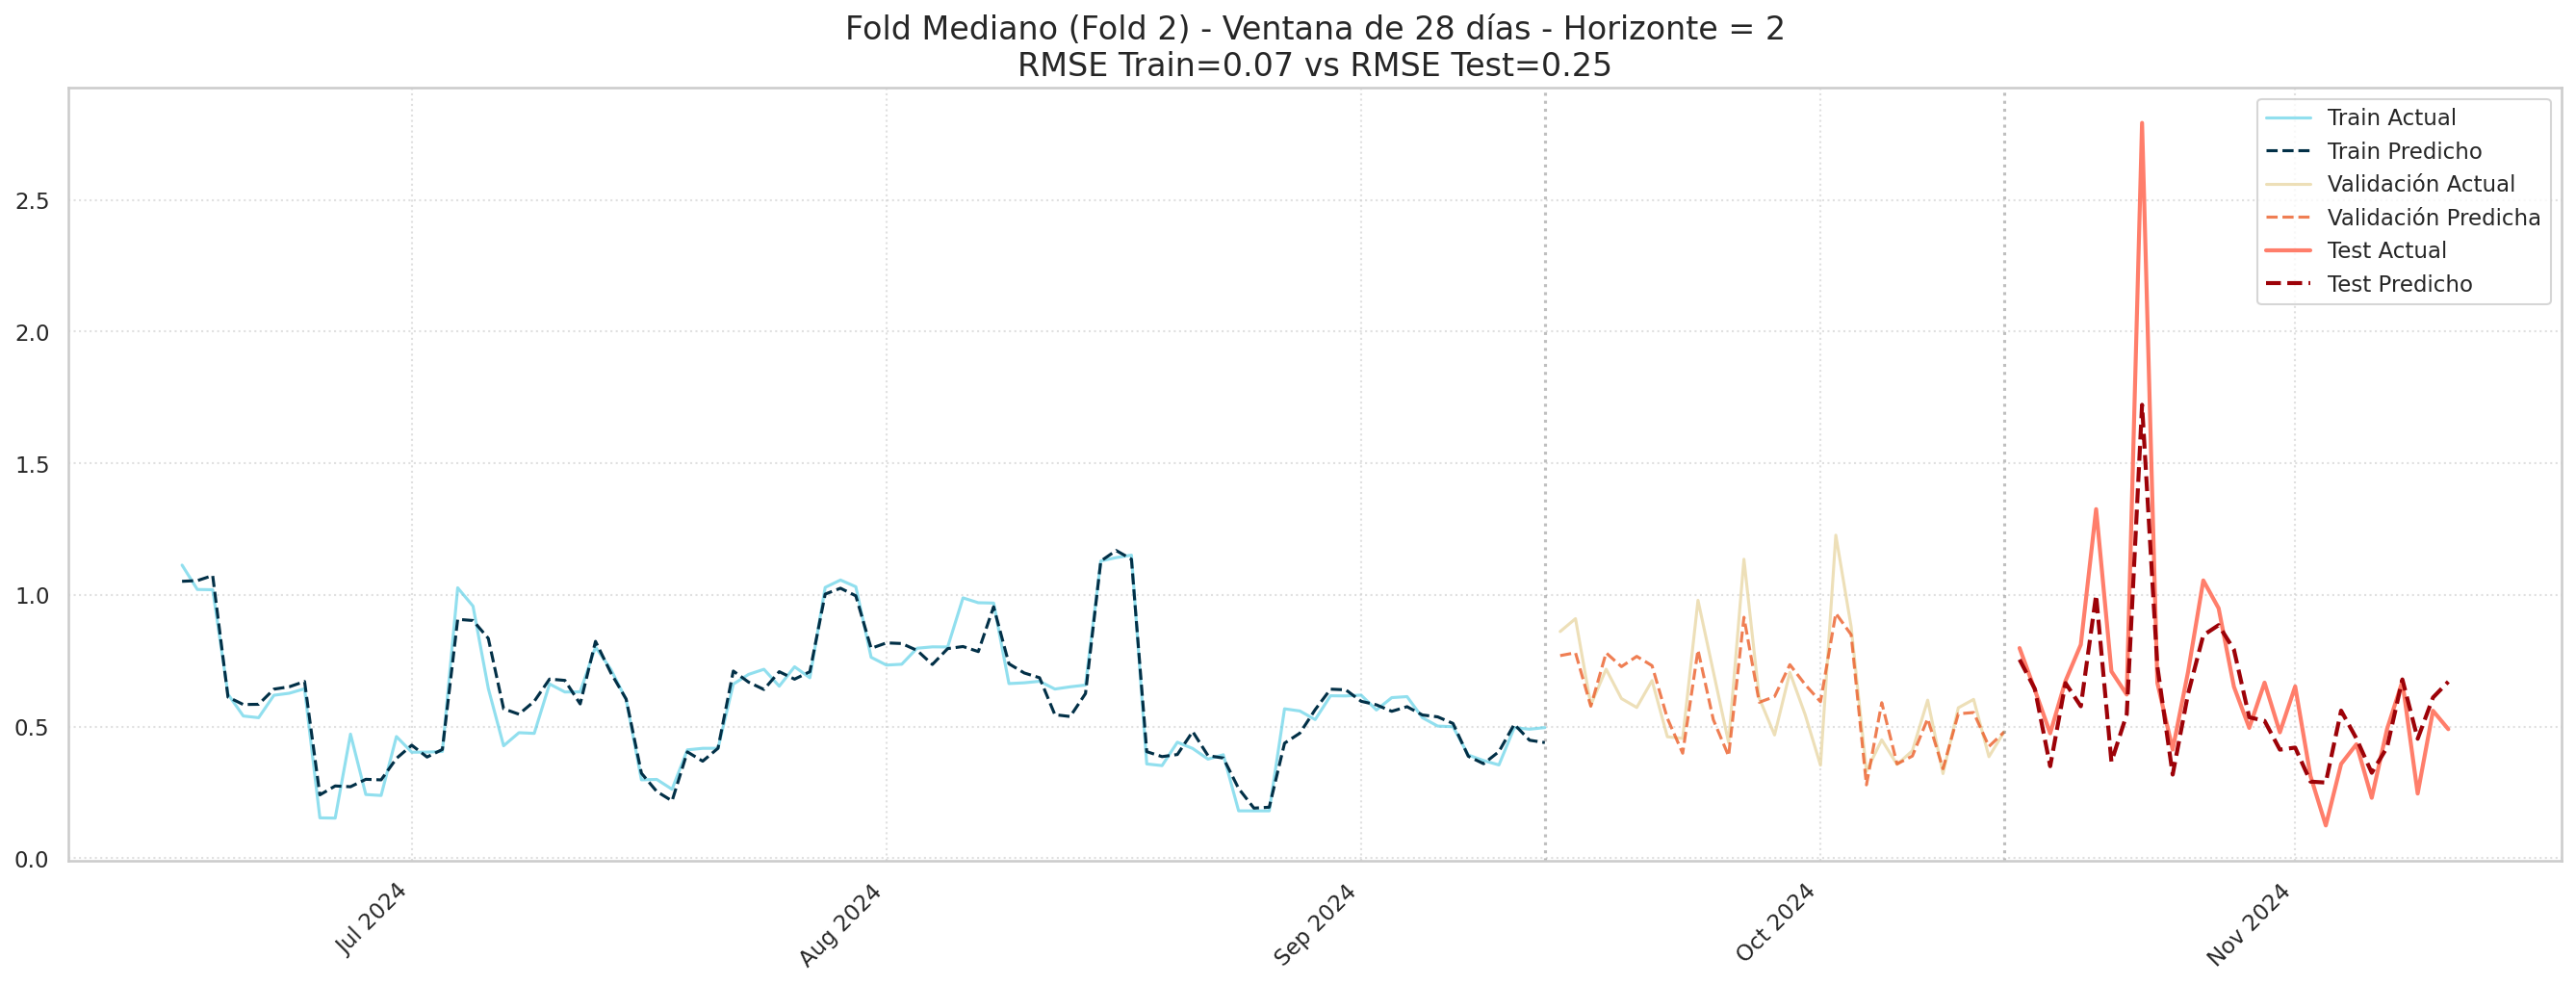 Fold Mediano (Fold 2) - Ventana de 28 días - Horizonte = 2
RMSE Train=0.07 vs RMSE Test=0.25
Train Actual
Train Predicho
Validación Actual
Validación Predicha
Test Actual
Test Predicho
2.5
2.0
1.5
1.0
0.5
0.0
Jul 2024
Aug 2024
Sep 2024
Oct 2024
Nov 2024